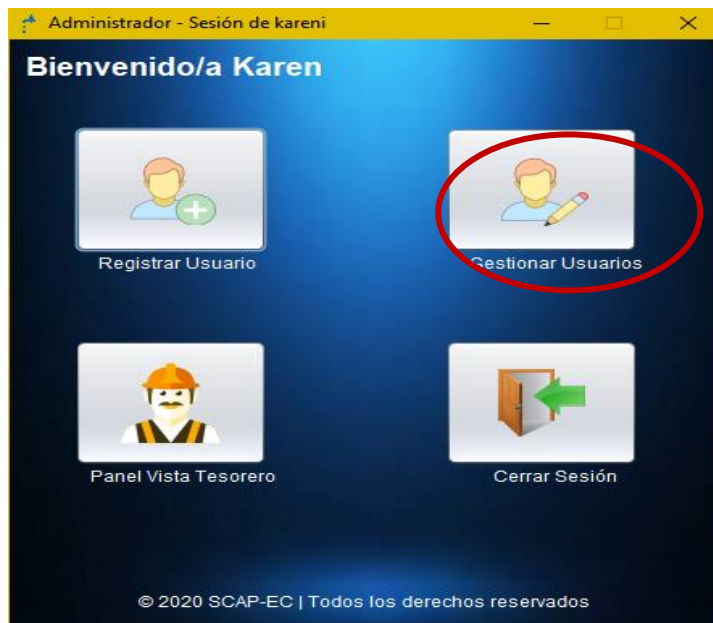 Administrador - Sesión de kareni
Bienvenido/a Karen
Registrar Usuario
Gestionar Usuarios
Panel Vista Tesorero
Cerrar Sesión
© 2020 SCAP-EC | Todos los derechos reservados